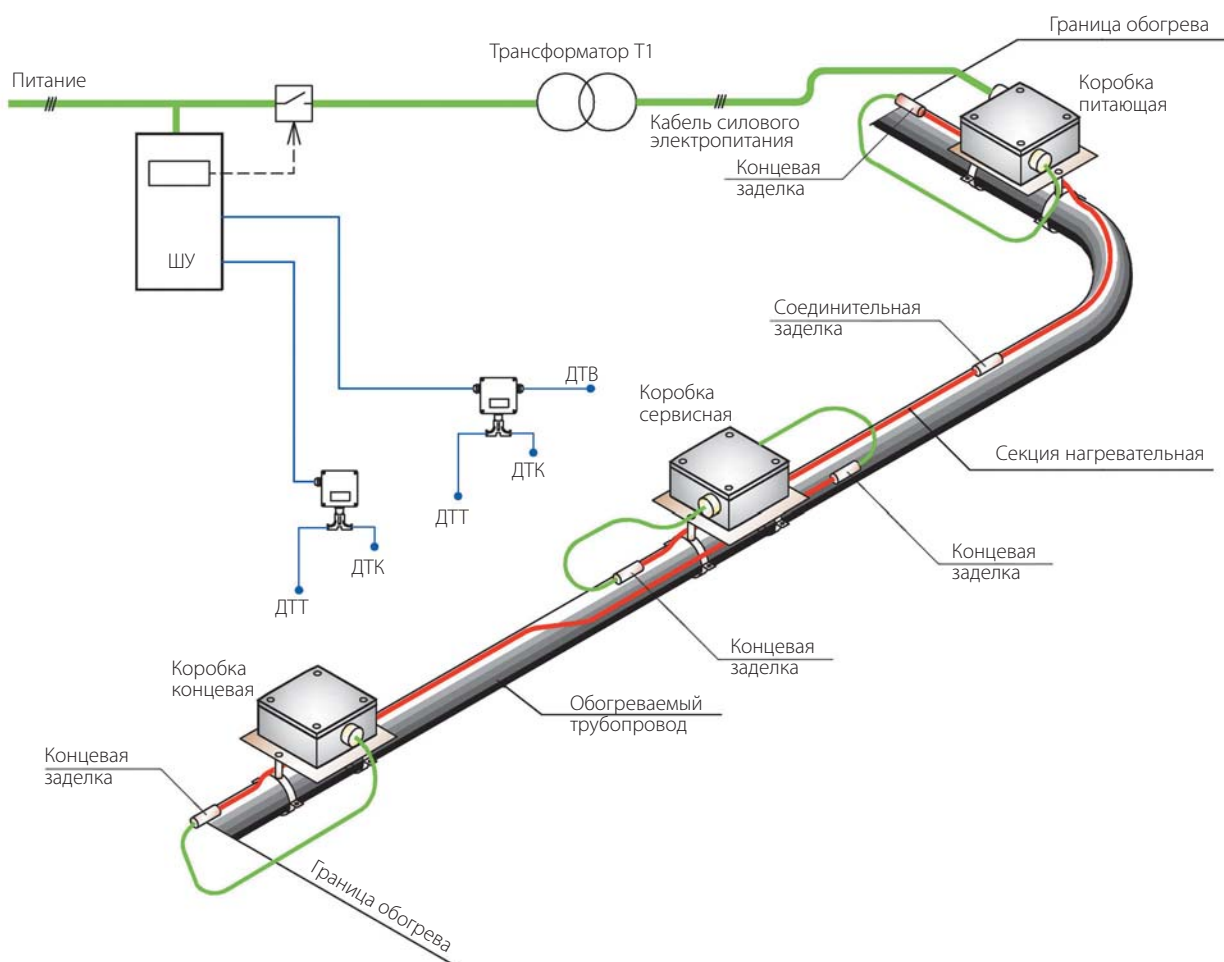 Граница обогрева
Трансформатор Т1
Питание
Коробка
питающая
Кабель силового
электропитания
Концевая
заделка
ШУ
Соединительная
заделка
ДТВ
Коробка
сервисная
ДТК
Секция нагревательная
ДТТ
ДТК
Концевая
заделка
ДТТ
Концевая
заделка
Коробка
концевая
Обогреваемый
трубопровод
Концевая
заделка
Граница обогрева